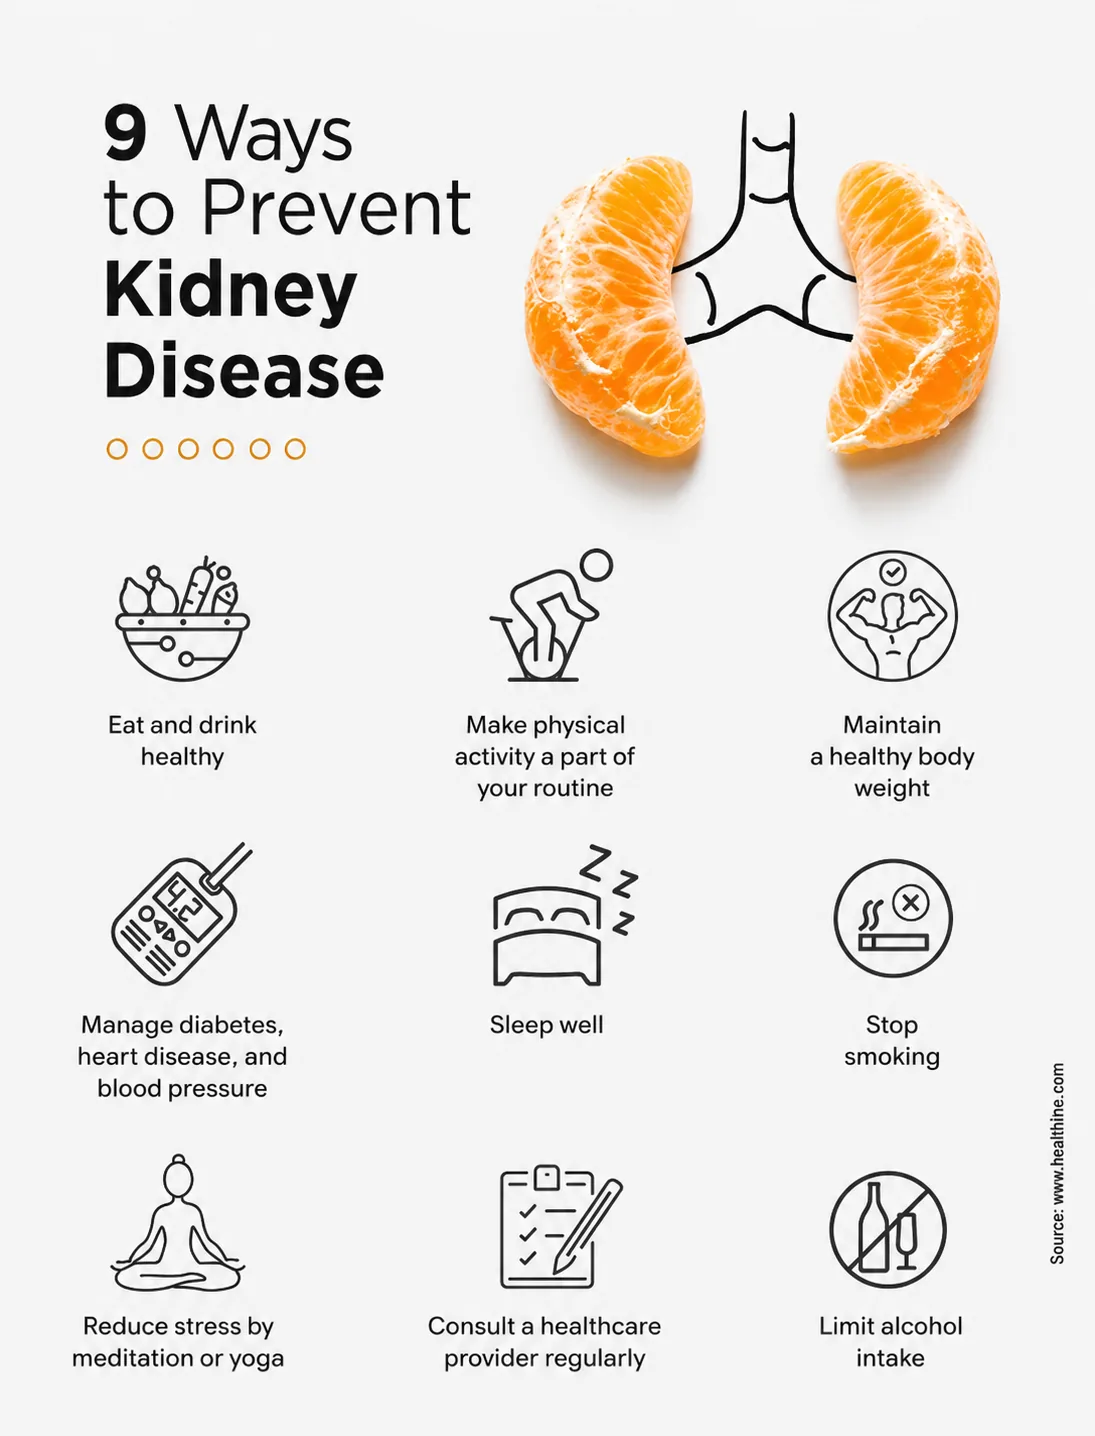 9 Ways
to Prevent
Kidney
Disease
Eat and drink
healthy
Make physical
activity a part of
your routine
Maintain
a healthy body
weight
4.2
Manage diabetes,
heart disease, and
blood pressure
Z Z Z
Sleep well
Stop
smoking
Reduce stress by
meditation or yoga
Consult a healthcare
provider regularly
Limit alcohol
intake
Source: www.healthine.com